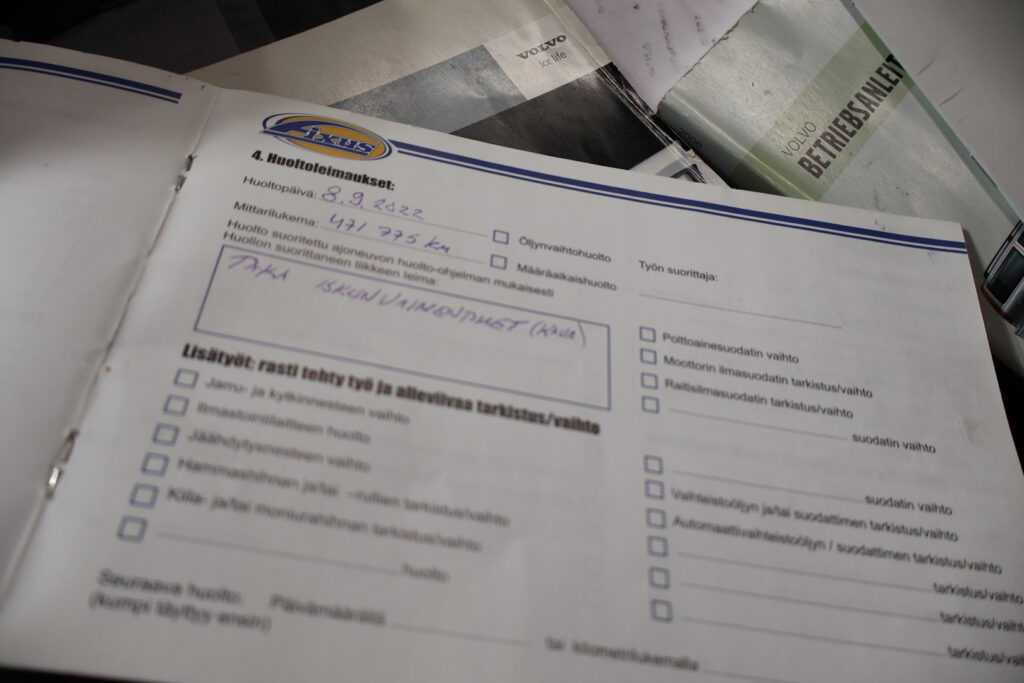 VOLVO
for life
2008
VOLVO
BETRIEBSANLEIT
Fixus
4. Huoltoleimaukset:
Huoltopäivä: 8.9.2022
Mittarilukema: 471 775 km
Huolto suoritettu ajoneuvon huolto-ohjelman mukaisesti
Huollon suorittaneen liikkeen leima:
Öljynvaihtohuolto
Määräaikaishuolto
TAKA ISKUNVAIMENTIMET (KAVA)
Lisätyöt: rasti tehty työ ja alleviivaa tarkistus/vaihto
Jarru- ja kytkinnesteen vaihto
Ilmastointilaitteen huolto
Jäähdytysnesteen vaihto
Hammashihnan ja/tai -rullien tarkistus/vaihto
Kiila- ja/tai moniurahihnan tarkistus/vaihto
huolto
Seuraava huolto. Päivämäärällä
(kumpi täyttyy ensin)
tai kilometrilukemalla
Työn suorittaja:
Polttoainesuodatin vaihto
Moottorin ilmasuodatin tarkistus/vaihto
Raitisilmasuodatin tarkistus/vaihto
suodatin vaihto
suodatin vaihto
Vaihteistoöljyn ja/tai suodattimen tarkistus/vaihto
Automaattivaihteistoöljyn / suodattimen tarkistus/vaihto
tarkistus/vaihto
tarkistus/vaihto
tarkistus/vaih